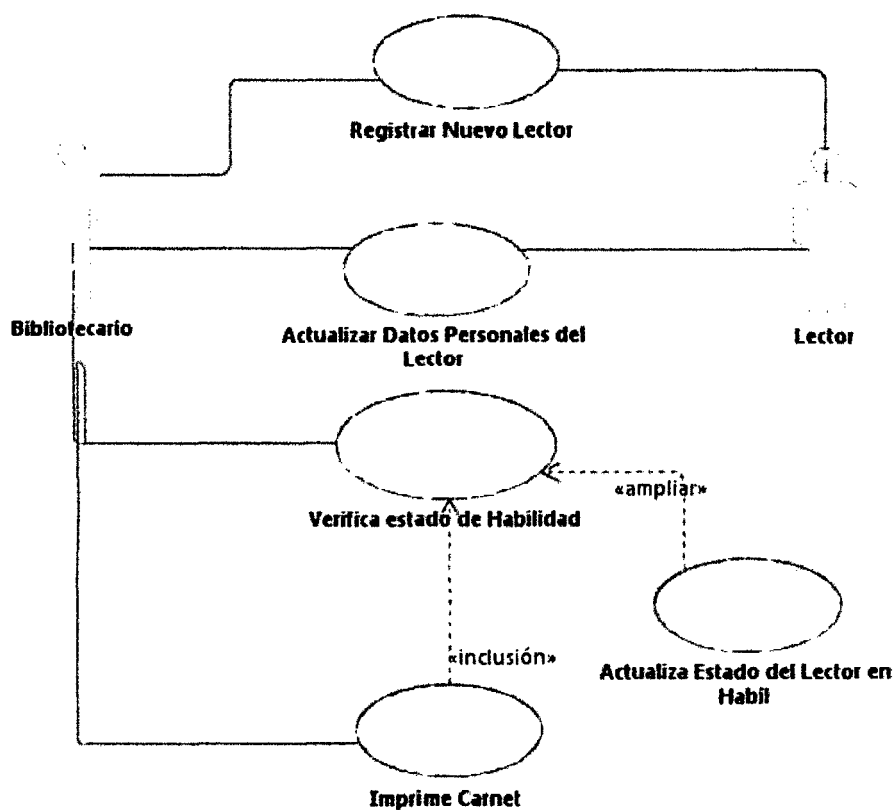 Registrar Nuevo Lector
Bibliotecario
Actualizar Datos Personales del
Lector
Lector
«ampliar»
Verifica estado de Habilidad
«inclusión»
Actualiza Estado del Lector en
Habil
Imprime Carnet